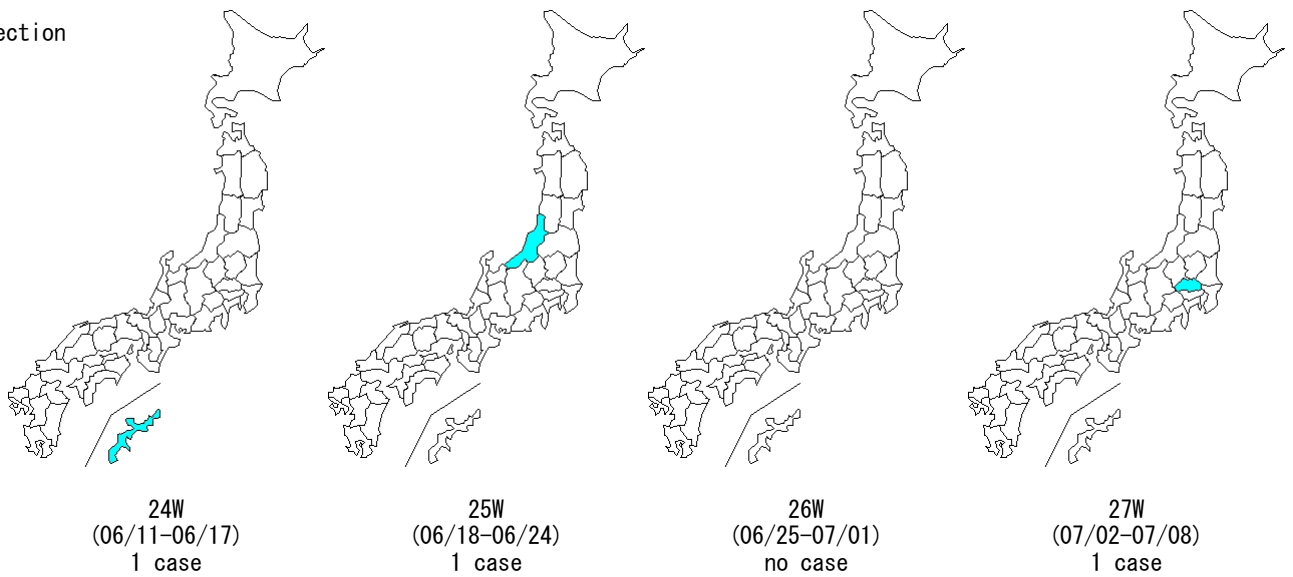 ection
24W
(06/11-06/17)
1 case
25W
(06/18-06/24)
1 case
26W
(06/25-07/01)
no case
27W
(07/02-07/08)
1 case